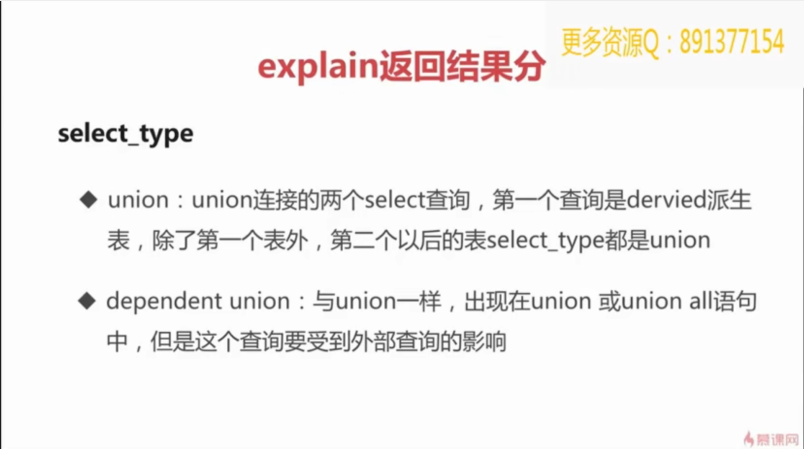 更多资源Q：891377154
explain返回结果分
select_type
◆ union：union连接的两个select查询，第一个查询是dervied派生
表，除了第一个表外，第二个以后的表select_type都是union
◆ dependent union：与union一样，出现在union 或union all语句
中，但是这个查询要受到外部查询的影响
慕课网